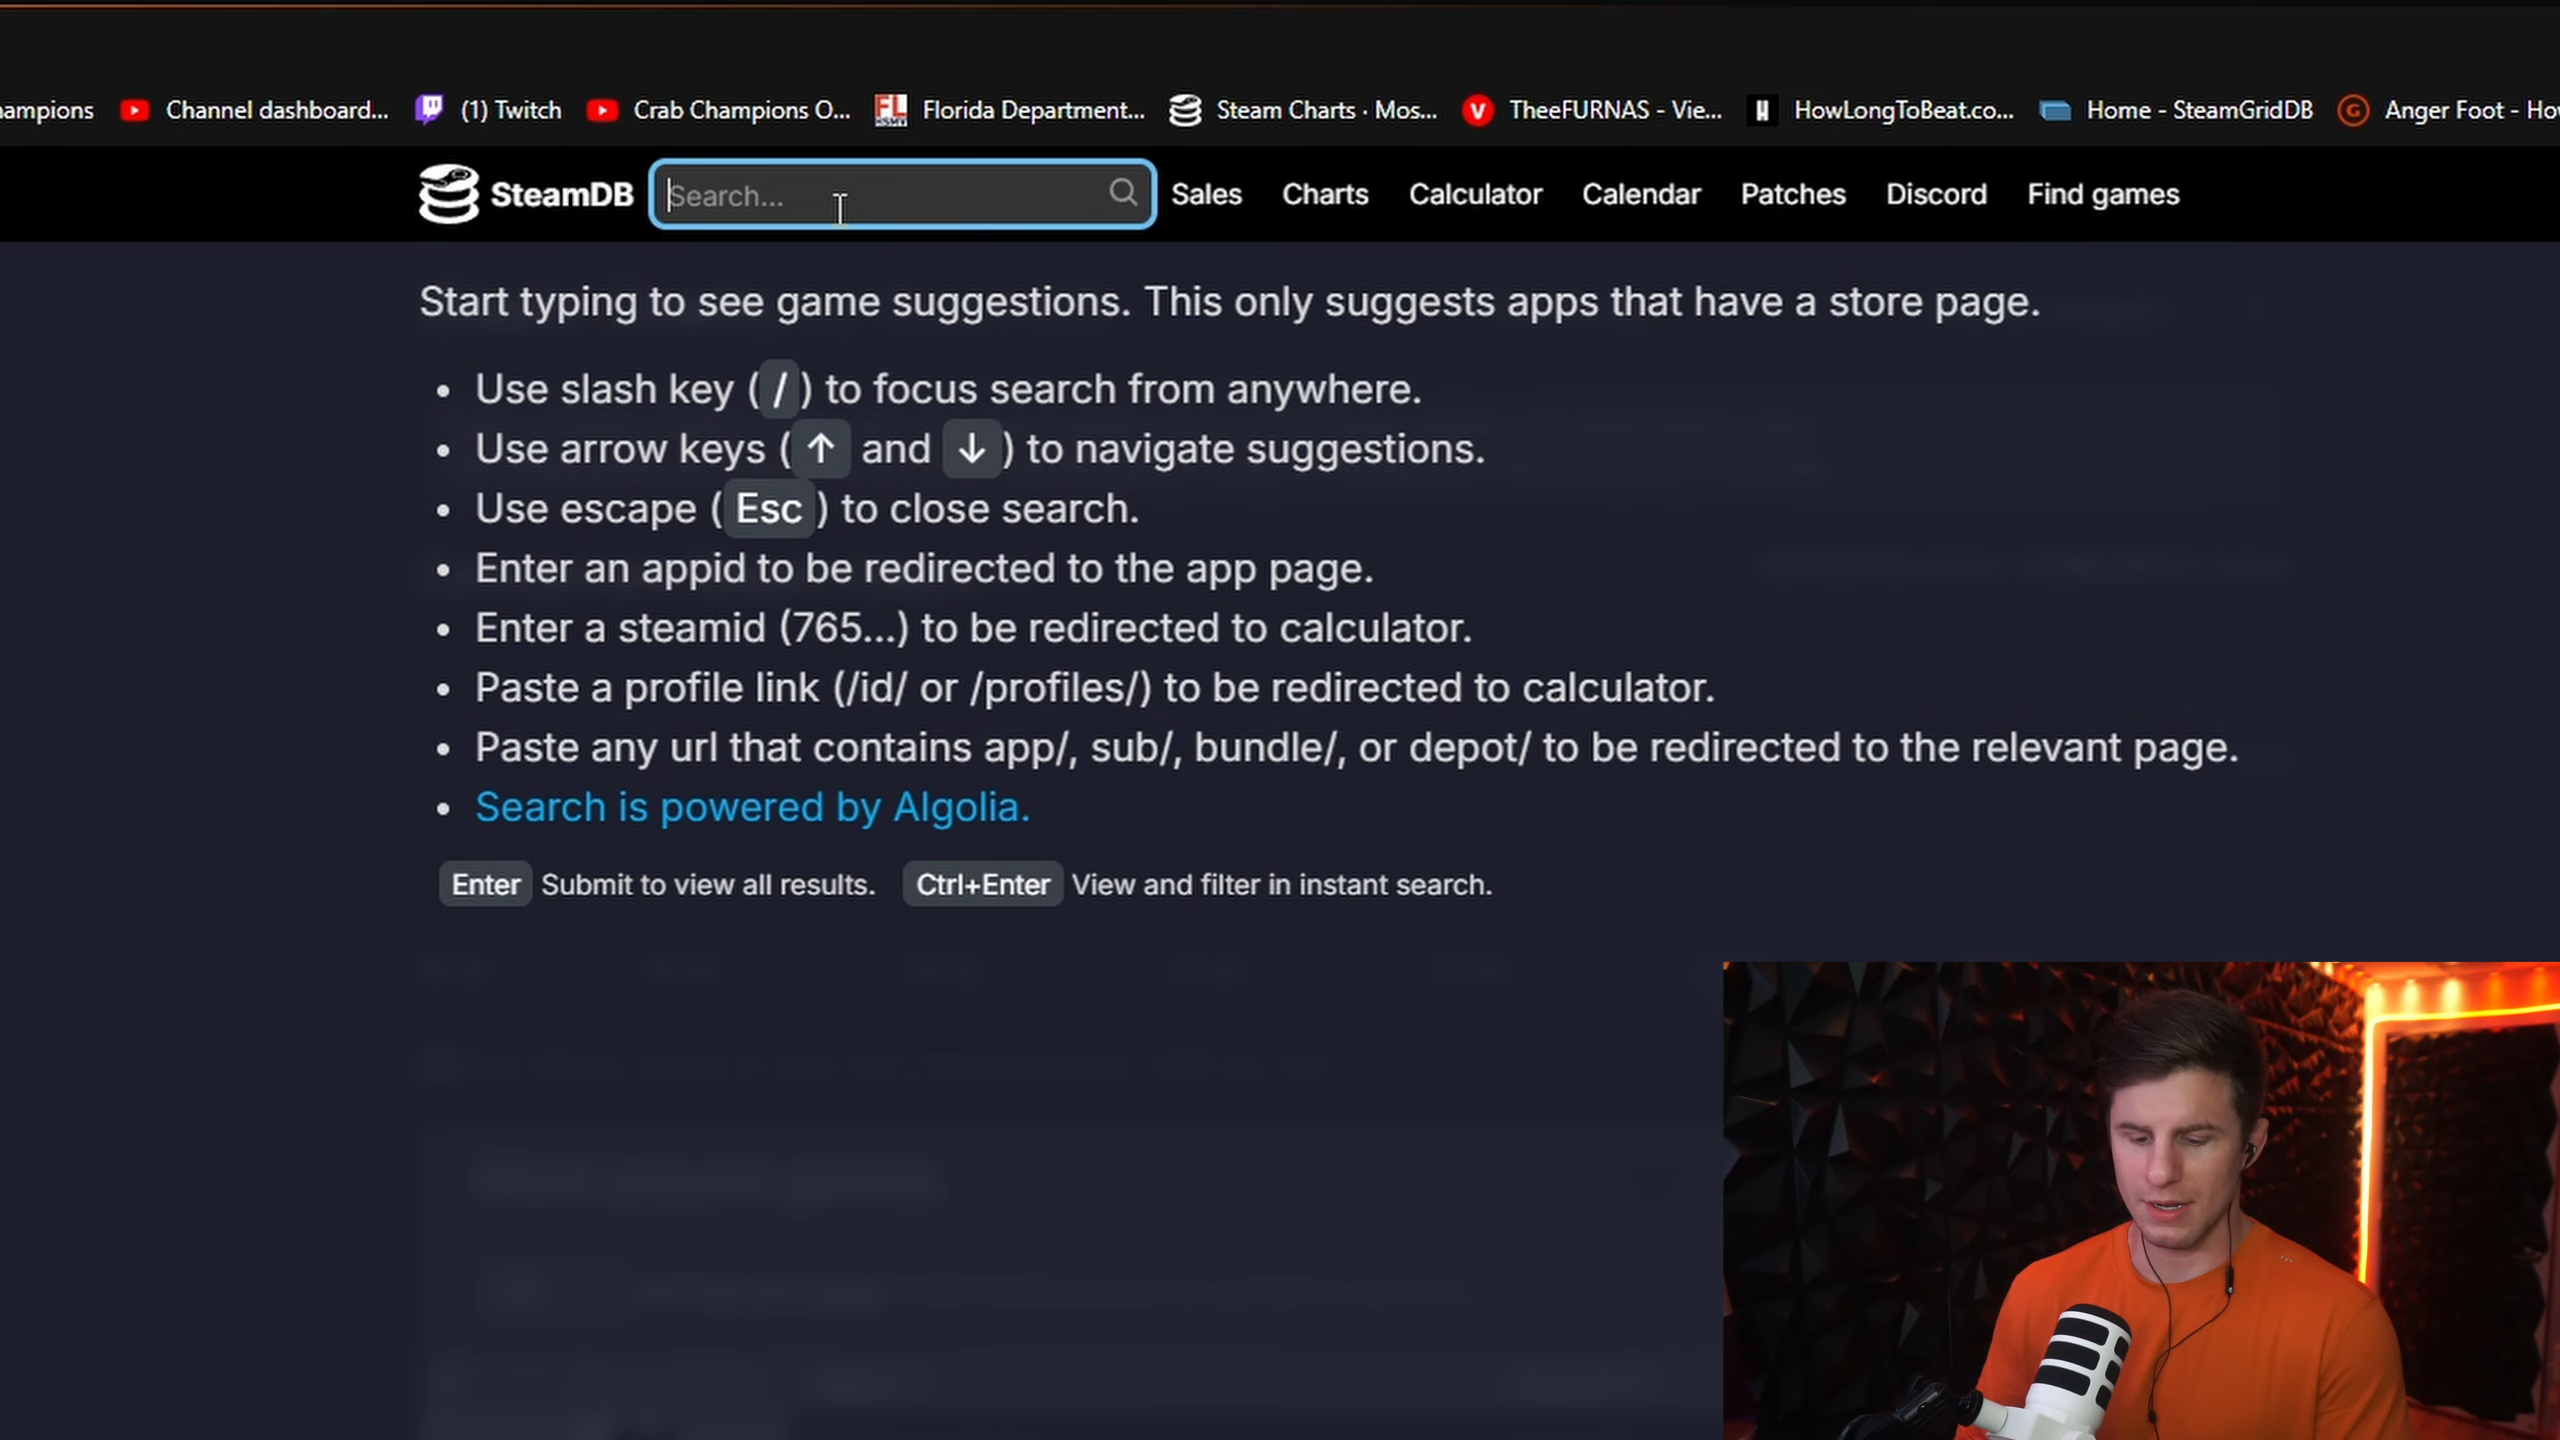 hampions Channel dashboard... (1) Twitch Crab Champions O... FL Florida Department... Steam Charts · Mos... V TheeFURNAS - Vie... H HowLongToBeat.co... Home - SteamGridDB G Anger Foot - Ho
SteamDB Search... Sales Charts Calculator Calendar Patches Discord Find games
Start typing to see game suggestions. This only suggests apps that have a store page.
• Use slash key ( / ) to focus search from anywhere.
• Use arrow keys ( ↑ and ↓ ) to navigate suggestions.
• Use escape ( Esc ) to close search.
• Enter an appid to be redirected to the app page.
• Enter a steamid (765...) to be redirected to calculator.
• Paste a profile link (/id/ or /profiles/) to be redirected to calculator.
• Paste any url that contains app/, sub/, bundle/, or depot/ to be redirected to the relevant page.
• Search is powered by Algolia.
Enter Submit to view all results. Ctrl+Enter View and filter in instant search.